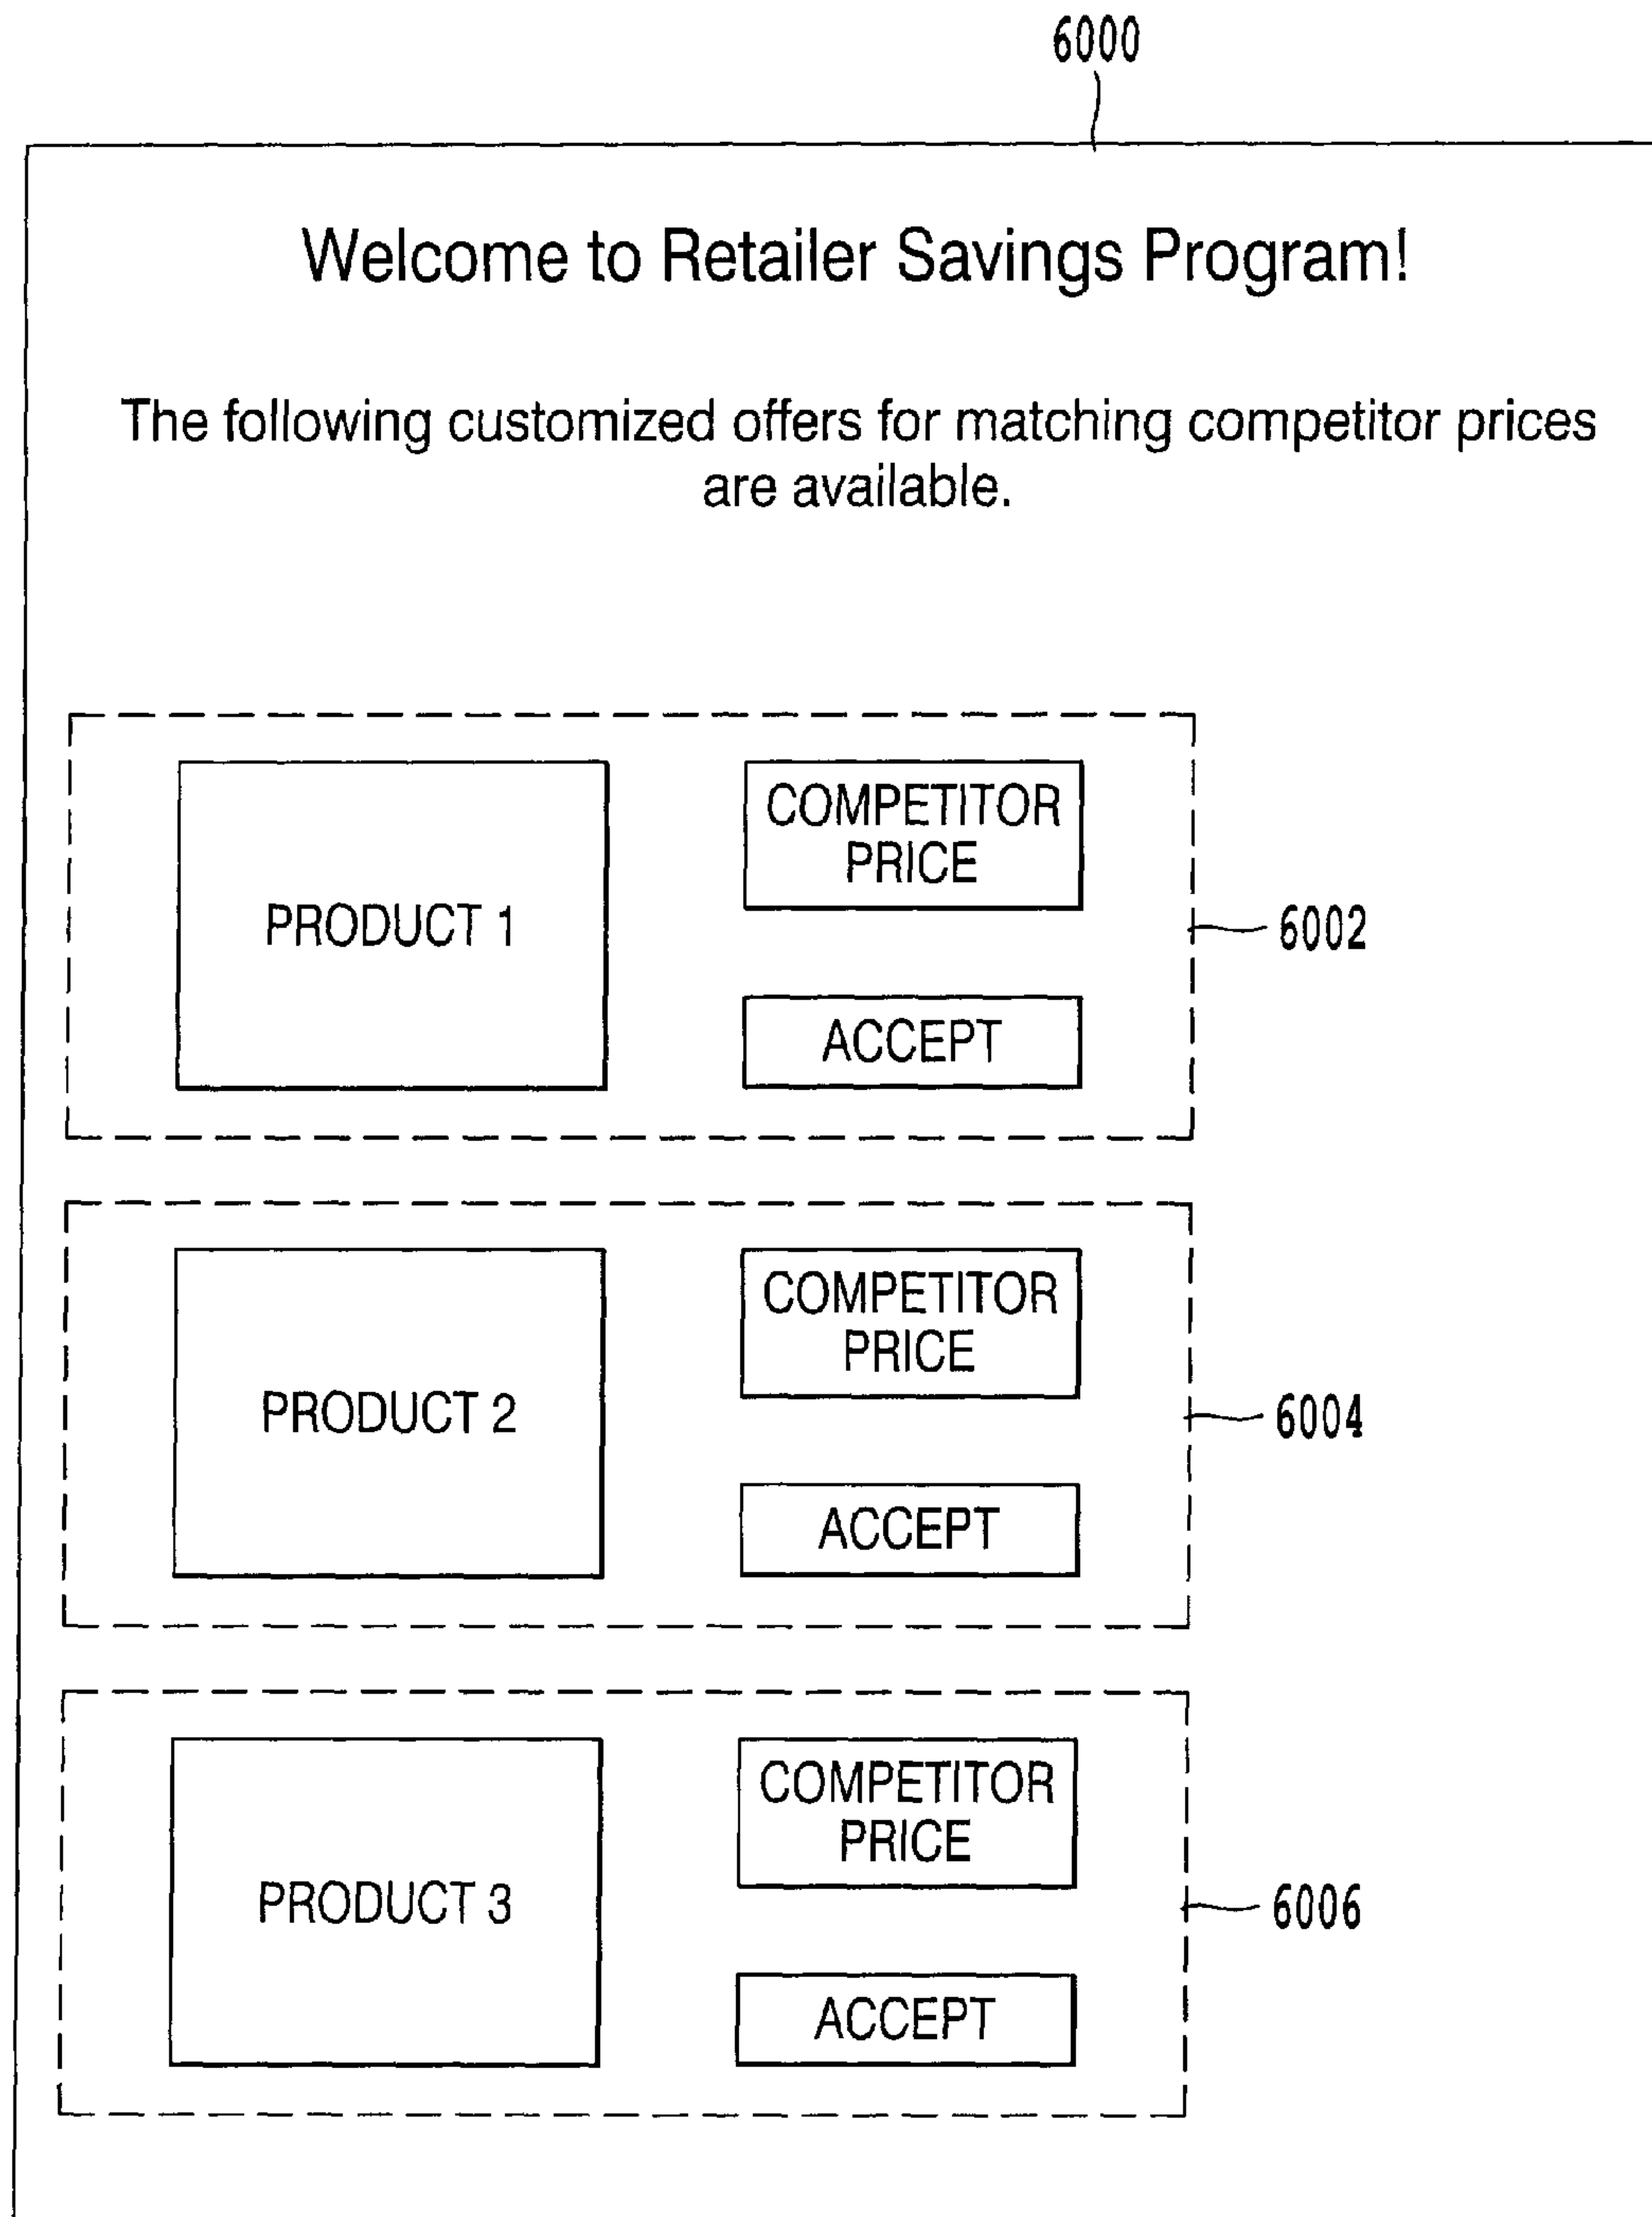 6000
Welcome to Retailer Savings Program!
The following customized offers for matching competitor prices
are available.
PRODUCT 1
COMPETITOR
PRICE
ACCEPT
6002
PRODUCT 2
COMPETITOR
PRICE
ACCEPT
6004
PRODUCT 3
COMPETITOR
PRICE
ACCEPT
6006